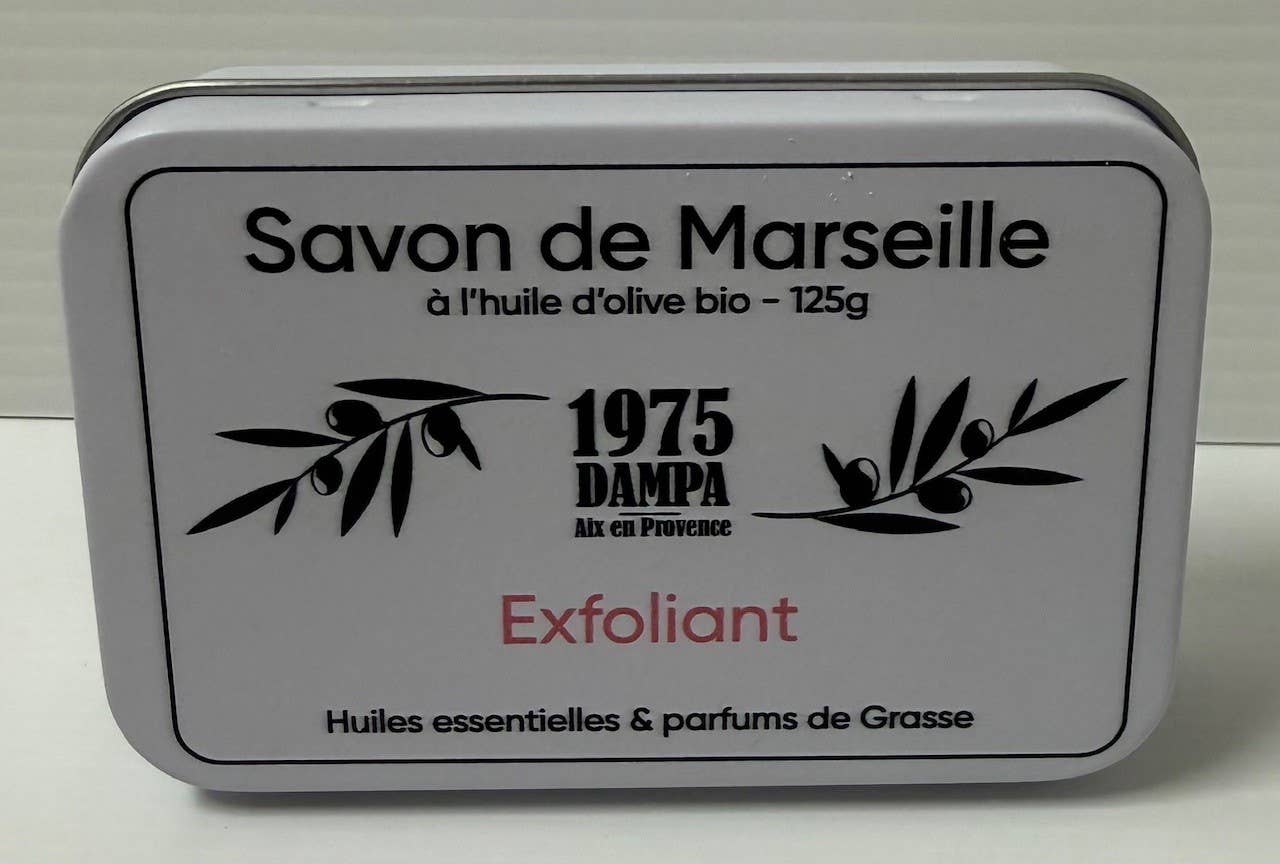 Savon de Marseille
à l'huile d'olive bio - 125g
1975
DAMPA
Aix en Provence
Exfoliant
Huiles essentielles & parfums de Grasse